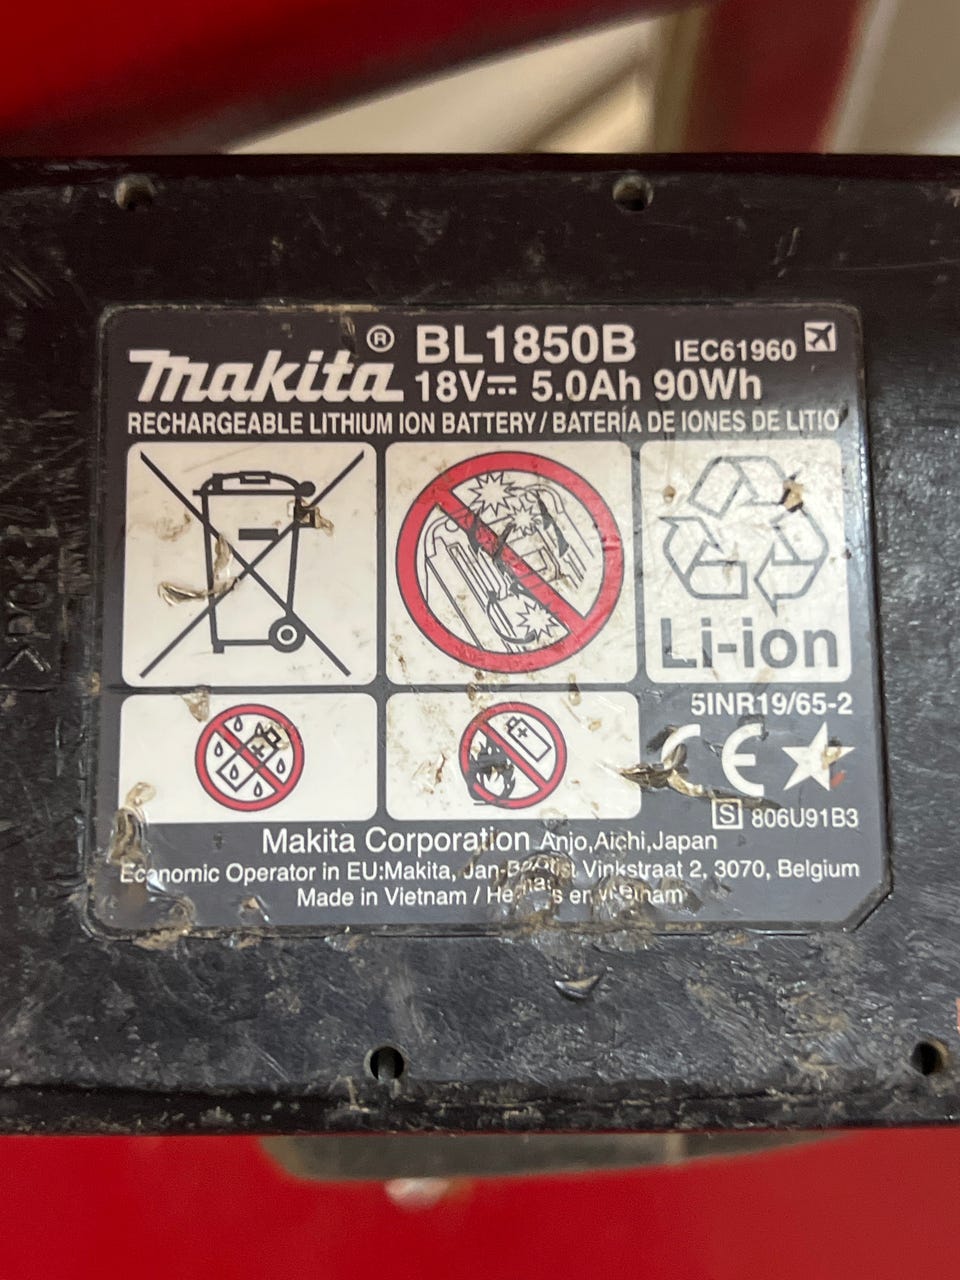 makita® BL1850B IEC61960
18V⎓ 5.0Ah 90Wh
RECHARGEABLE LITHIUM ION BATTERY / BATERÍA DE IONES DE LITIO
Li-ion
5INR19/65-2
CE
S 806U91B3
Makita Corporation Anjo,Aichi,Japan
Economic Operator in EU:Makita, Vinkstraat 2, 3070, Belgium
Made in Vietnam / en Vietnam